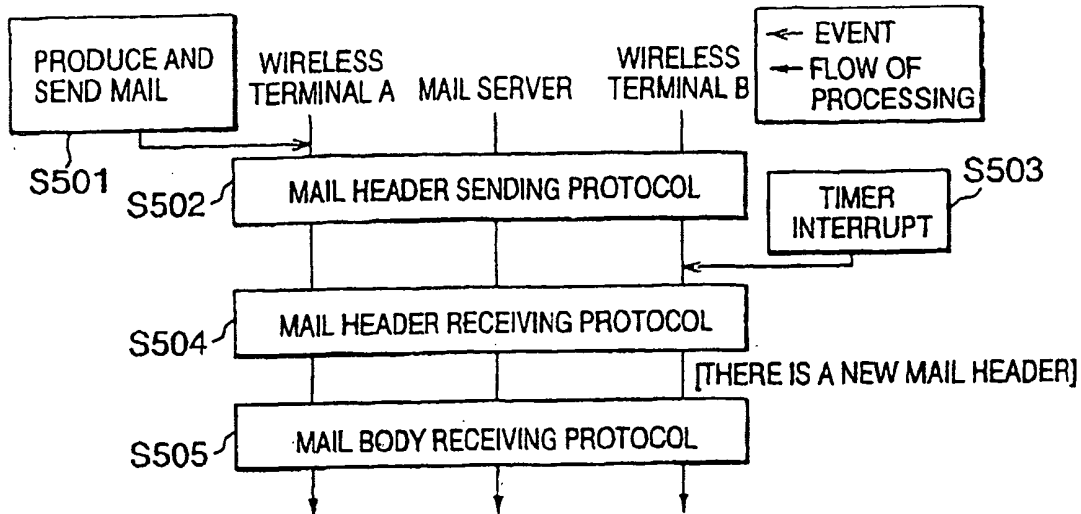 PRODUCE AND
SEND MAIL
S501
WIRELESS
TERMINAL A
MAIL SERVER
WIRELESS
TERMINAL B
EVENT
FLOW OF
PROCESSING
S502
MAIL HEADER SENDING PROTOCOL
S503
TIMER
INTERRUPT
S504
MAIL HEADER RECEIVING PROTOCOL
[THERE IS A NEW MAIL HEADER]
S505
MAIL BODY RECEIVING PROTOCOL